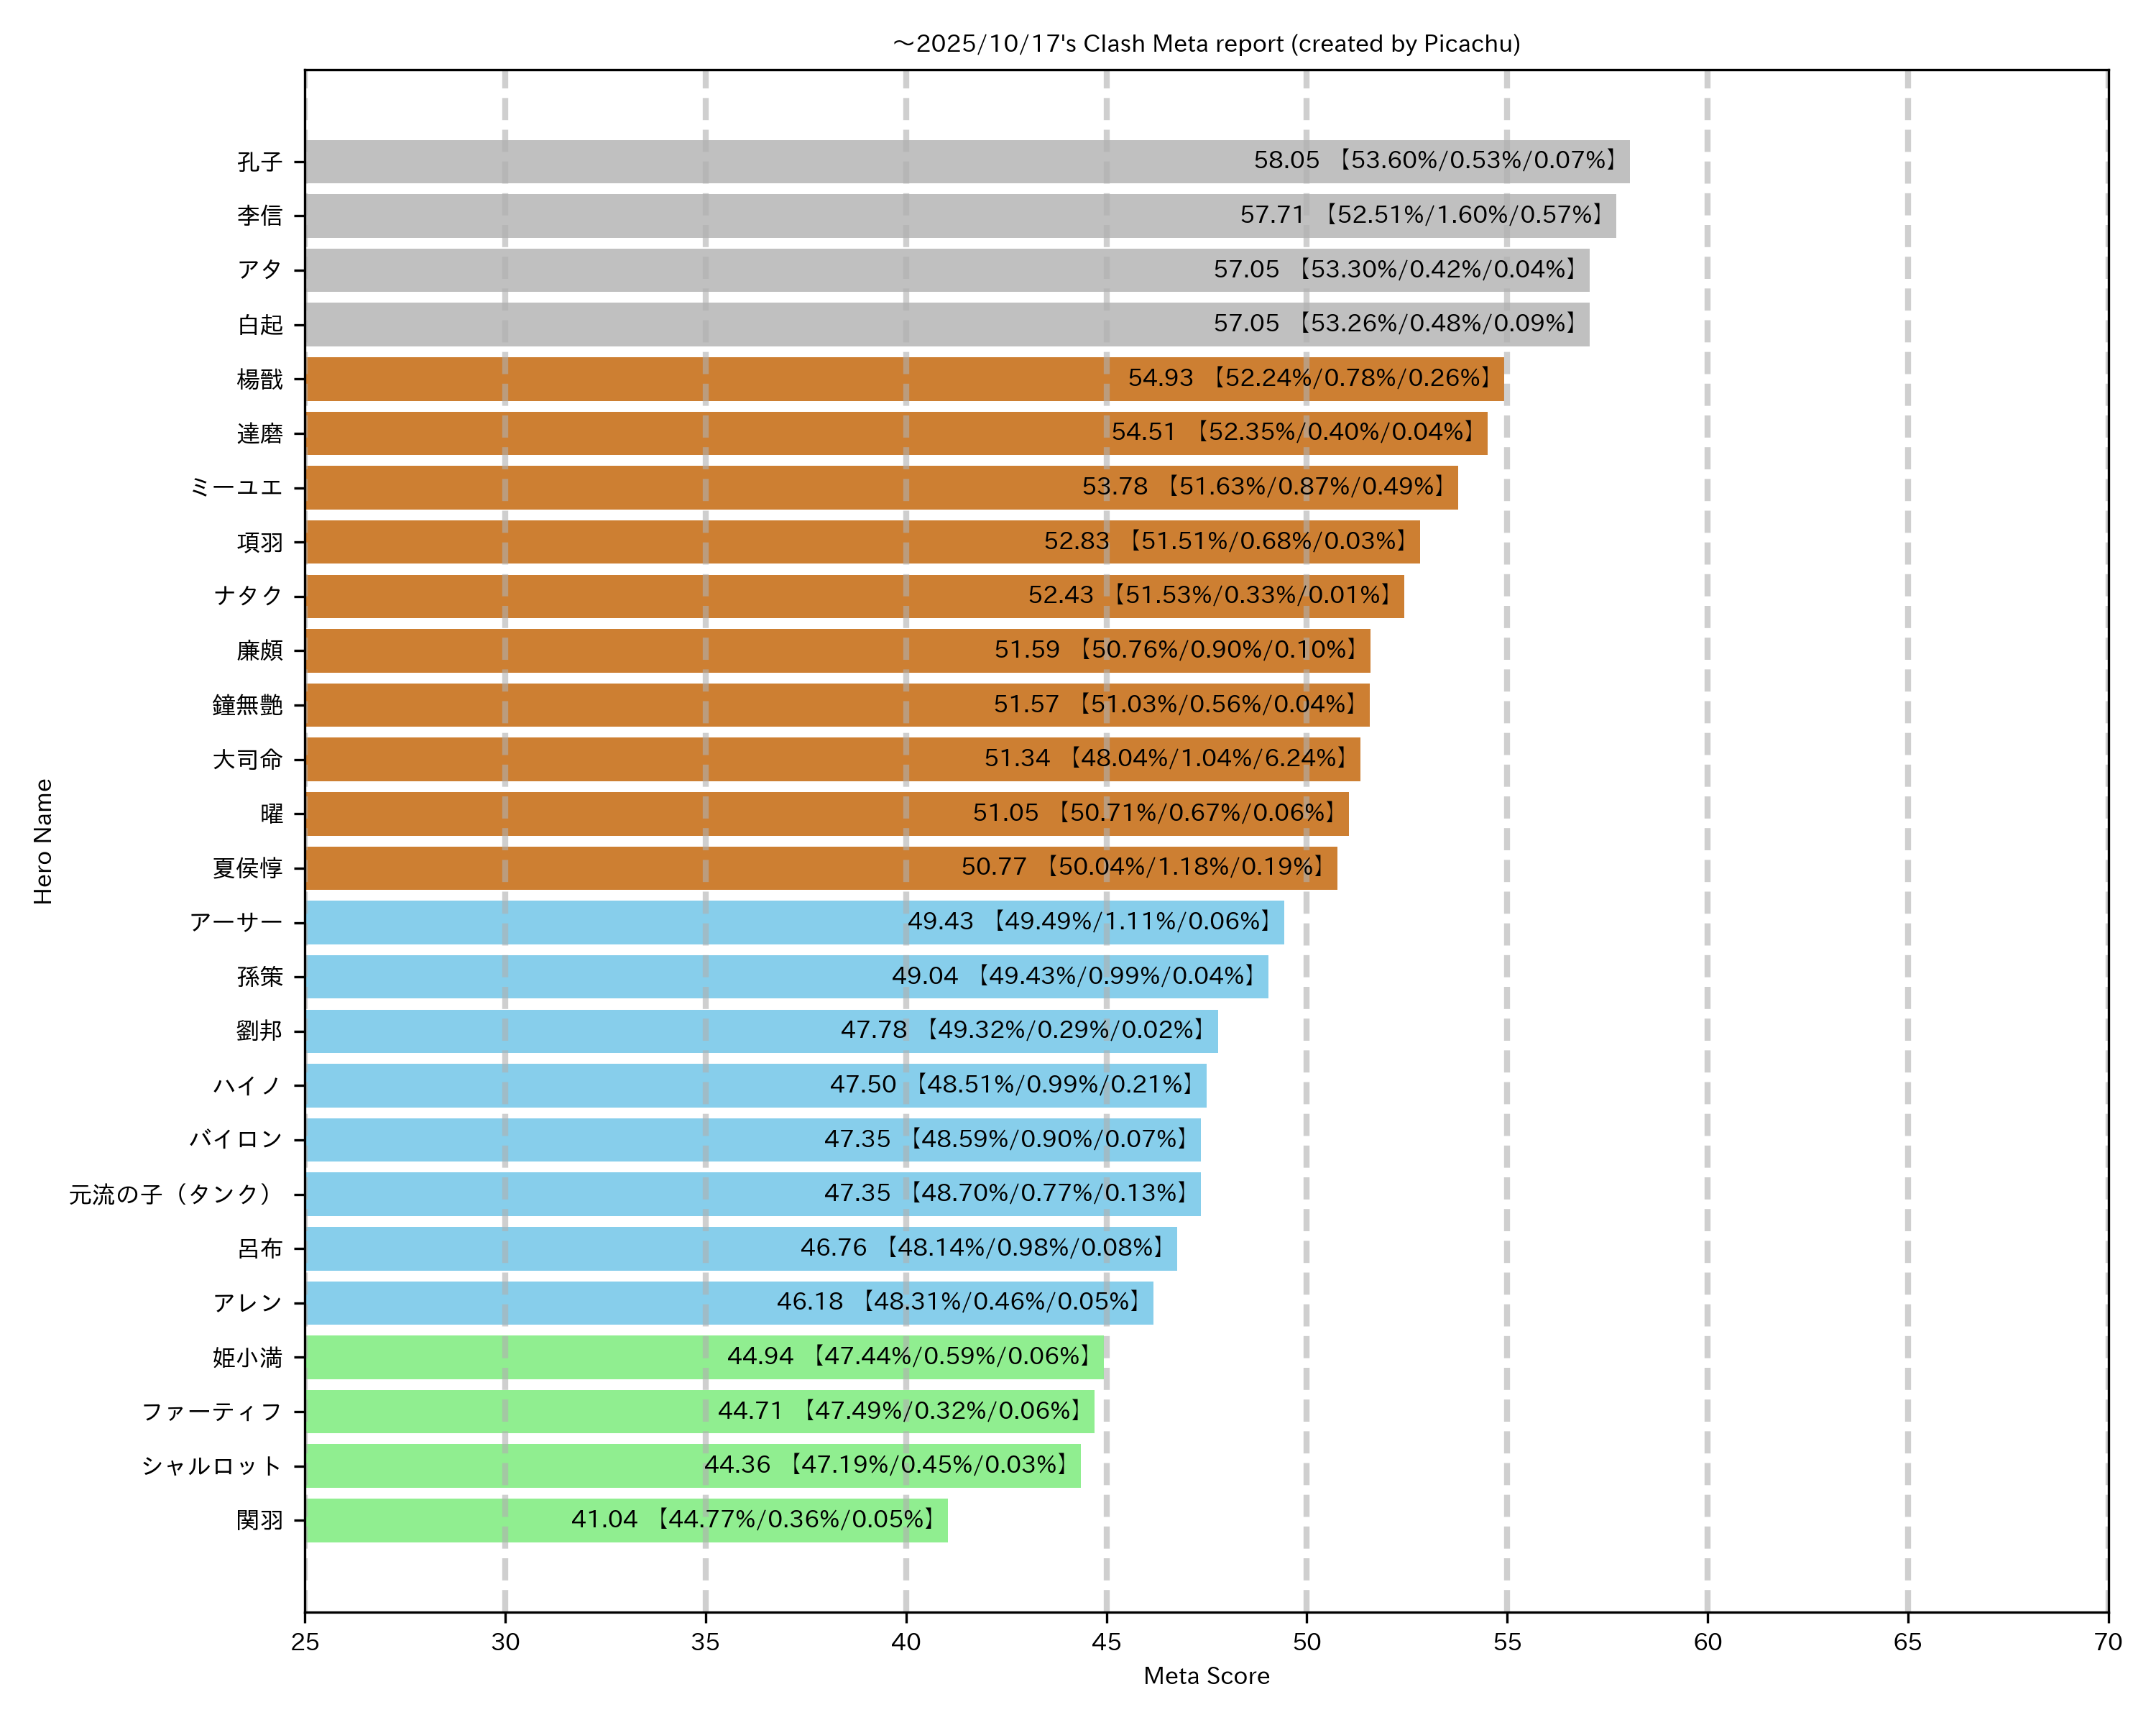 ～2025/10/17's Clash Meta report (created by Picachu)
孔子 58.05 【53.60%/0.53%/0.07%】
李信 57.71 【52.51%/1.60%/0.57%】
アタ 57.05 【53.30%/0.42%/0.04%】
白起 57.05 【53.26%/0.48%/0.09%】
楊戩 54.93 【52.24%/0.78%/0.26%】
達磨 54.51 【52.35%/0.40%/0.04%】
ミーユエ 53.78 【51.63%/0.87%/0.49%】
項羽 52.83 【51.51%/0.68%/0.03%】
ナタク 52.43 【51.53%/0.33%/0.01%】
廉頗 51.59 【50.76%/0.90%/0.10%】
鐘無艶 51.57 【51.03%/0.56%/0.04%】
大司命 51.34 【48.04%/1.04%/6.24%】
曜 51.05 【50.71%/0.67%/0.06%】
夏侯惇 50.77 【50.04%/1.18%/0.19%】
アーサー 49.43 【49.49%/1.11%/0.06%】
孫策 49.04 【49.43%/0.99%/0.04%】
劉邦 47.78 【49.32%/0.29%/0.02%】
ハイノ 47.50 【48.51%/0.99%/0.21%】
バイロン 47.35 【48.59%/0.90%/0.07%】
元流の子（タンク） 47.35 【48.70%/0.77%/0.13%】
呂布 46.76 【48.14%/0.98%/0.08%】
アレン 46.18 【48.31%/0.46%/0.05%】
姫小満 44.94 【47.44%/0.59%/0.06%】
ファーティフ 44.71 【47.49%/0.32%/0.06%】
シャルロット 44.36 【47.19%/0.45%/0.03%】
関羽 41.04 【44.77%/0.36%/0.05%】
Hero Name
25 30 35 40 45 50 55 60 65 70
Meta Score